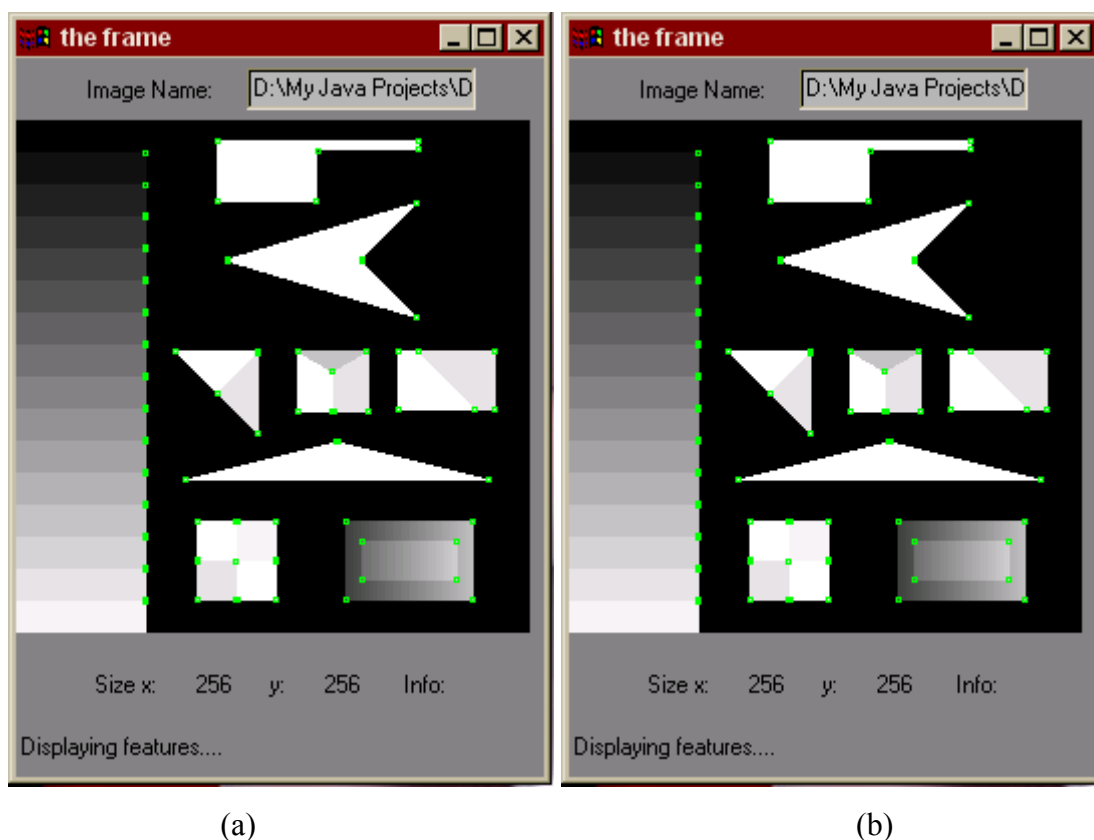 the frame
Image Name: D:\My Java Projects\D
Size x: 256 y: 256 Info:
Displaying features....
(a)
the frame
Image Name: D:\My Java Projects\D
Size x: 256 y: 256 Info:
Displaying features....
(b)